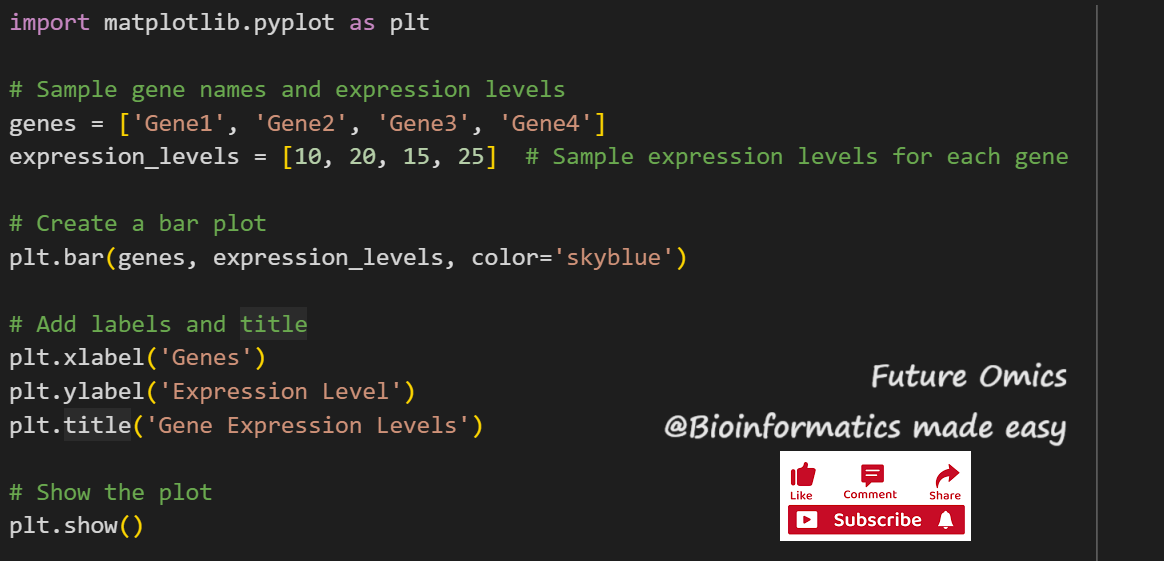 import matplotlib.pyplot as plt
# Sample gene names and expression levels
genes = ['Gene1', 'Gene2', 'Gene3', 'Gene4']
expression_levels = [10, 20, 15, 25]  # Sample expression levels for each gene
# Create a bar plot
plt.bar(genes, expression_levels, color='skyblue')
# Add labels and title
plt.xlabel('Genes')
plt.ylabel('Expression Level')
plt.title('Gene Expression Levels')
# Show the plot
plt.show()
Future Omics
@Bioinformatics made easy
Like Comment Share
Subscribe